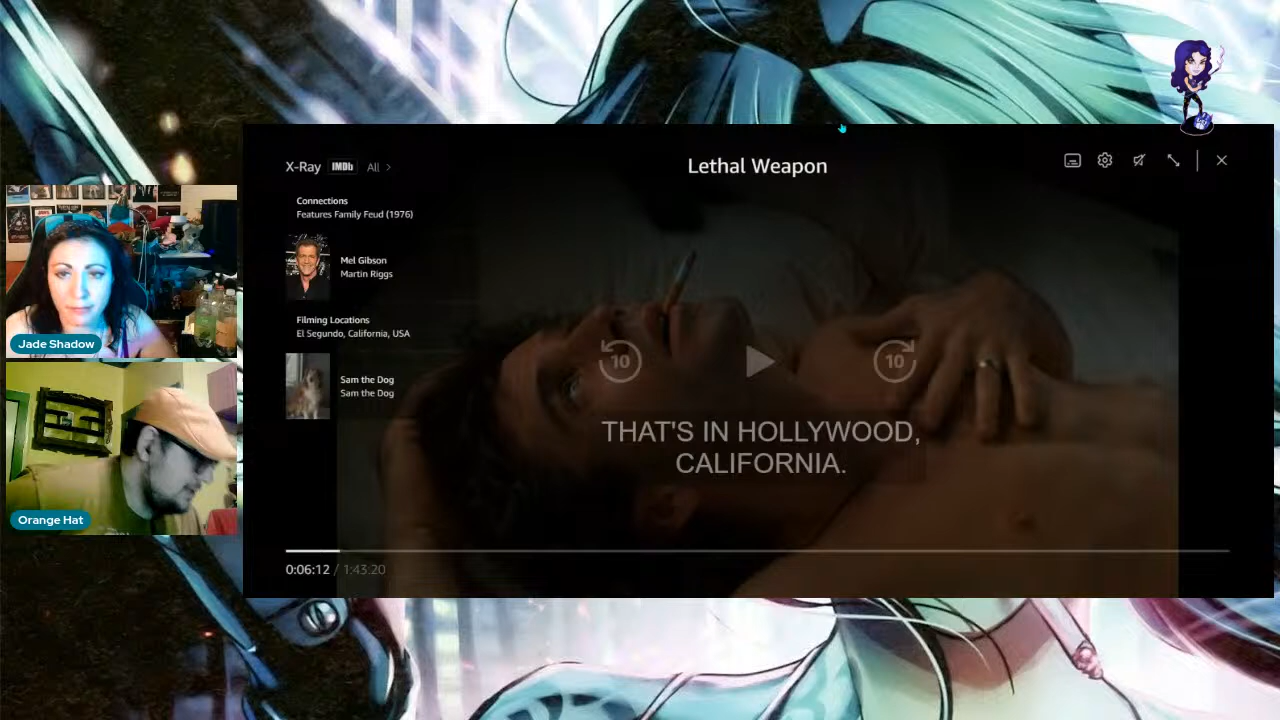 X-Ray IMDb All >
Lethal Weapon
Connections
Features Family Feud (1976)
Mel Gibson
Martin Riggs
Filming Locations
El Segundo, California, USA
Sam the Dog
Sam the Dog
10
10
THAT'S IN HOLLYWOOD,
CALIFORNIA.
0:06:12 / 1:43:20
Jade Shadow
Orange Hat